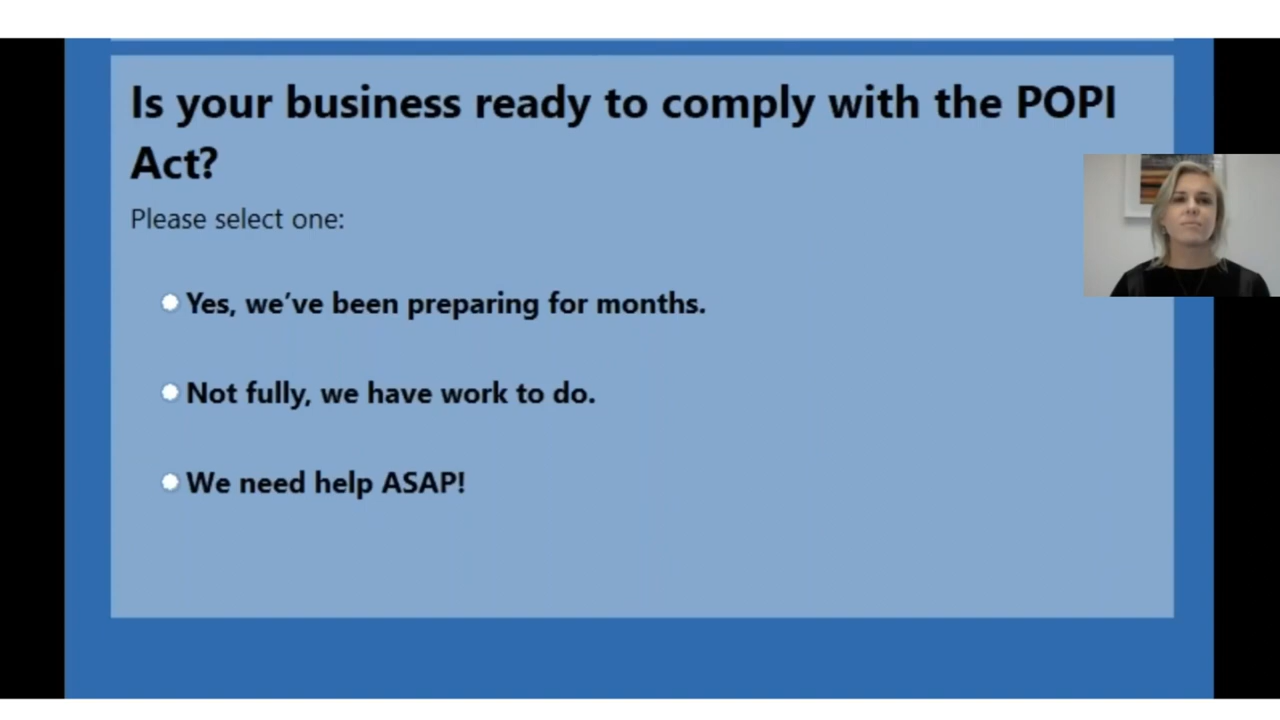 Is your business ready to comply with the POPI
Act?
Please select one:
Yes, we’ve been preparing for months.
Not fully, we have work to do.
We need help ASAP!